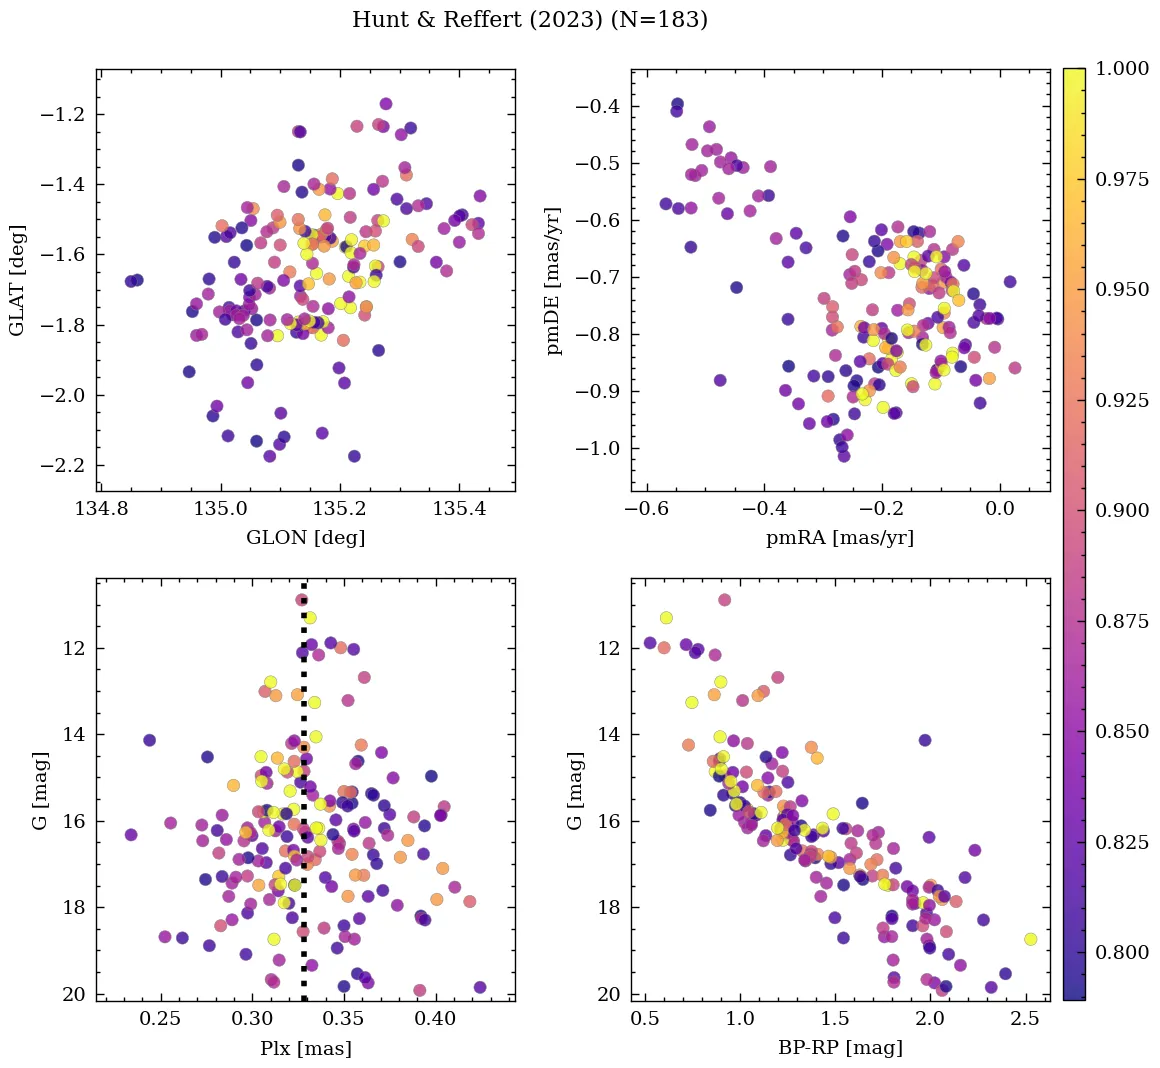 Hunt & Reffert (2023) (N=183)
−1.2
−1.4
−1.6
−1.8
−2.0
−2.2
GLAT [deg]
134.8 135.0 135.2 135.4
GLON [deg]
−0.4
−0.5
−0.6
−0.7
−0.8
−0.9
−1.0
pmDE [mas/yr]
−0.6 −0.4 −0.2 0.0
pmRA [mas/yr]
12
14
16
18
20
G [mag]
0.25 0.30 0.35 0.40
Plx [mas]
12
14
16
18
20
G [mag]
0.5 1.0 1.5 2.0 2.5
BP-RP [mag]
1.000
0.975
0.950
0.925
0.900
0.875
0.850
0.825
0.800